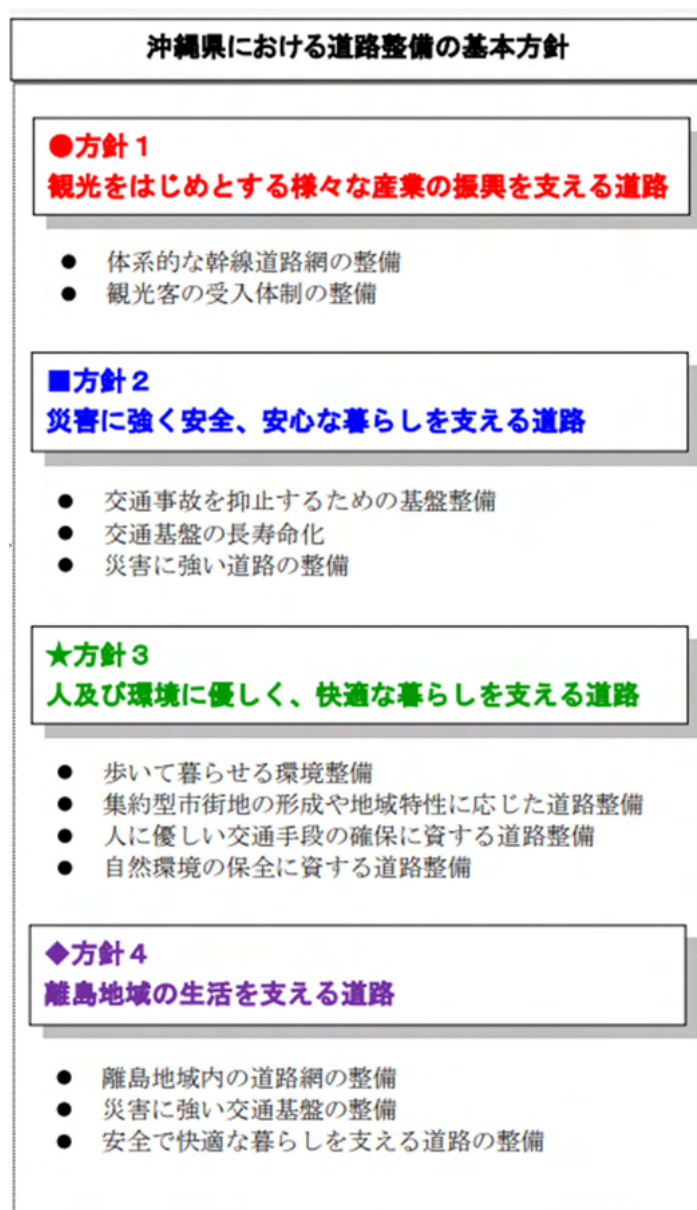 沖縄県における道路整備の基本方針
●方針１
観光をはじめとする様々な産業の振興を支える道路
● 体系的な幹線道路網の整備
● 観光客の受入体制の整備
■方針２
災害に強く安全、安心な暮らしを支える道路
● 交通事故を抑止するための基盤整備
● 交通基盤の長寿命化
● 災害に強い道路の整備
★方針３
人及び環境に優しく、快適な暮らしを支える道路
● 歩いて暮らせる環境整備
● 集約型市街地の形成や地域特性に応じた道路整備
● 人に優しい交通手段の確保に資する道路整備
● 自然環境の保全に資する道路整備
◆方針４
離島地域の生活を支える道路
● 離島地域内の道路網の整備
● 災害に強い交通基盤の整備
● 安全で快適な暮らしを支える道路の整備